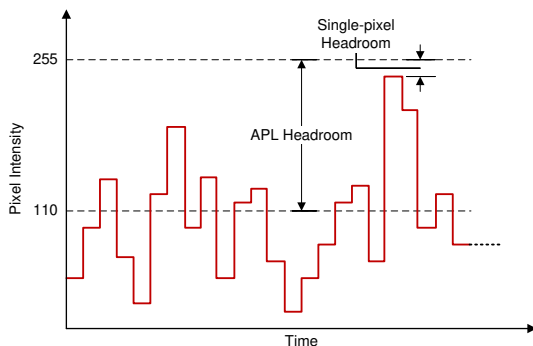 Single-pixel
Headroom
255
APL Headroom
Pixel Intensity
110
Time